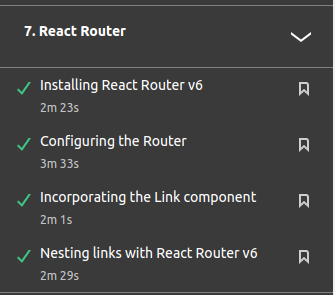 7. React Router
Installing React Router v6
2m 23s
Configuring the Router
3m 33s
Incorporating the Link component
2m 1s
Nesting links with React Router v6
2m 29s